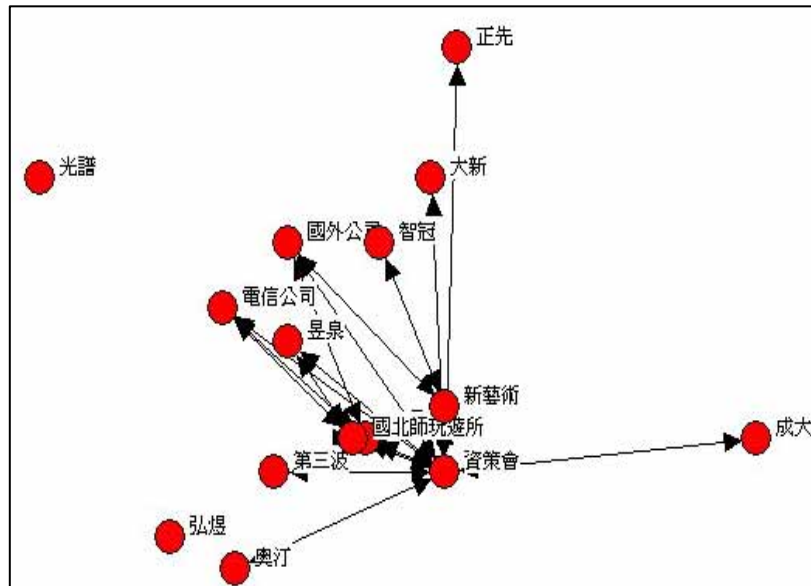 正先
光譜
大新
國外公司
智冠
電信公司
昱泉
新藝術
國北師玩遊所
成大
第三波
資策會
弘煜
奧汀